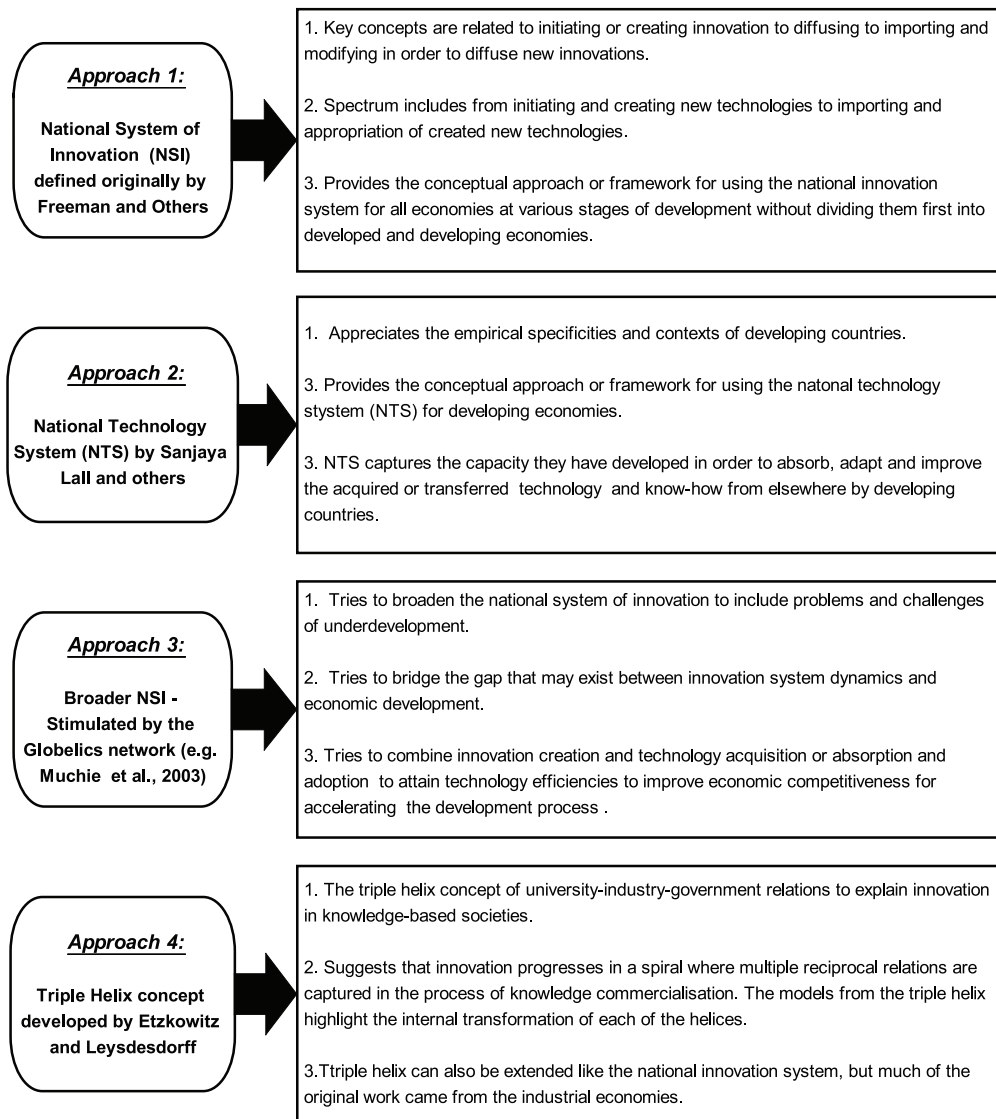 Approach 1:
National System of
Innovation (NSI)
defined originally by
Freeman and Others
1. Key concepts are related to initiating or creating innovation to diffusing to importing and
modifying in order to diffuse new innovations.
2. Spectrum includes from initiating and creating new technologies to importing and
appropriation of created new technologies.
3. Provides the conceptual approach or framework for using the national innovation
system for all economies at various stages of development without dividing them first into
developed and developing economies.
Approach 2:
National Technology
System (NTS) by Sanjaya
Lall and others
1. Appreciates the empirical specificities and contexts of developing countries.
3. Provides the conceptual approach or framework for using the natonal technology
stystem (NTS) for developing economies.
3. NTS captures the capacity they have developed in order to absorb, adapt and improve
the acquired or transferred technology and know-how from elsewhere by developing
countries.
Approach 3:
Broader NSI -
Stimulated by the
Globelics network (e.g.
Muchie et al., 2003)
1. Tries to broaden the national system of innovation to include problems and challenges
of underdevelopment.
2. Tries to bridge the gap that may exist between innovation system dynamics and
economic development.
3. Tries to combine innovation creation and technology acquisition or absorption and
adoption to attain technology efficiencies to improve economic competitiveness for
accelerating the development process .
Approach 4:
Triple Helix concept
developed by Etzkowitz
and Leysdesdorff
1. The triple helix concept of university-industry-government relations to explain innovation
in knowledge-based societies.
2. Suggests that innovation progresses in a spiral where multiple reciprocal relations are
captured in the process of knowledge commercialisation. The models from the triple helix
highlight the internal transformation of each of the helices.
3.Ttriple helix can also be extended like the national innovation system, but much of the
original work came from the industrial economies.